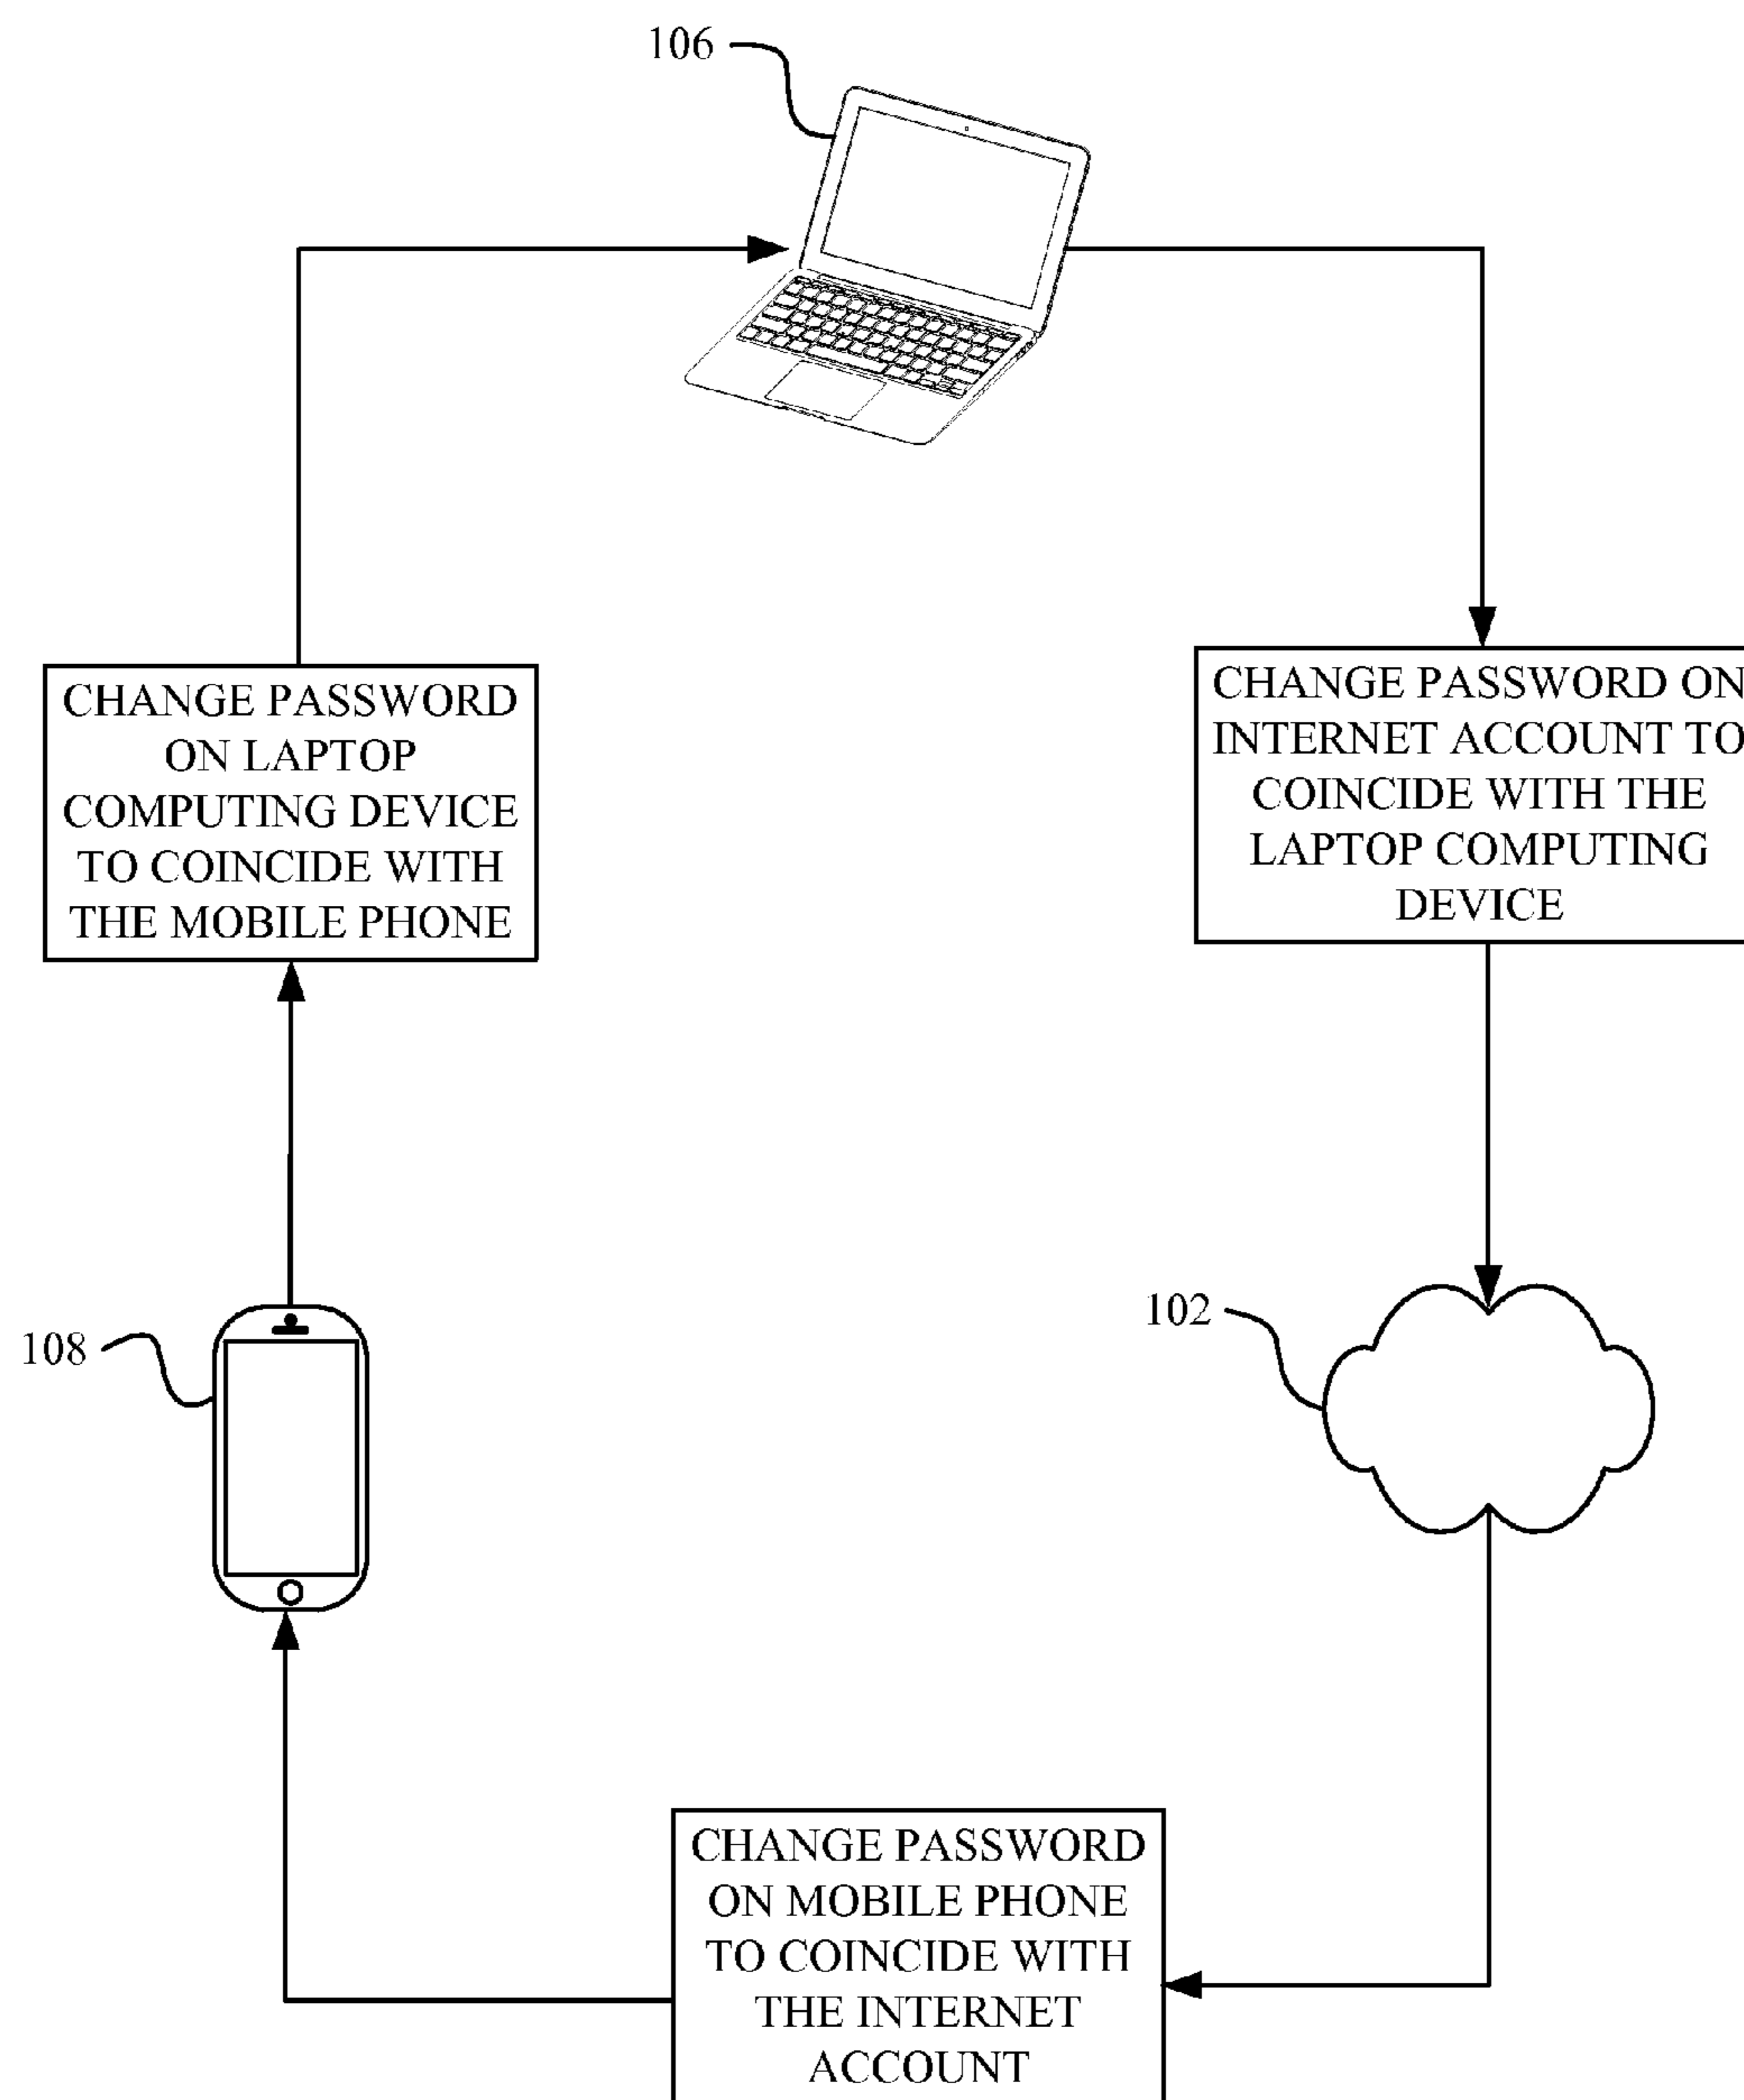 106
CHANGE PASSWORD
ON LAPTOP
COMPUTING DEVICE
TO COINCIDE WITH
THE MOBILE PHONE
CHANGE PASSWORD ON
INTERNET ACCOUNT TO
COINCIDE WITH THE
LAPTOP COMPUTING
DEVICE
108
102
CHANGE PASSWORD
ON MOBILE PHONE
TO COINCIDE WITH
THE INTERNET
ACCOUNT